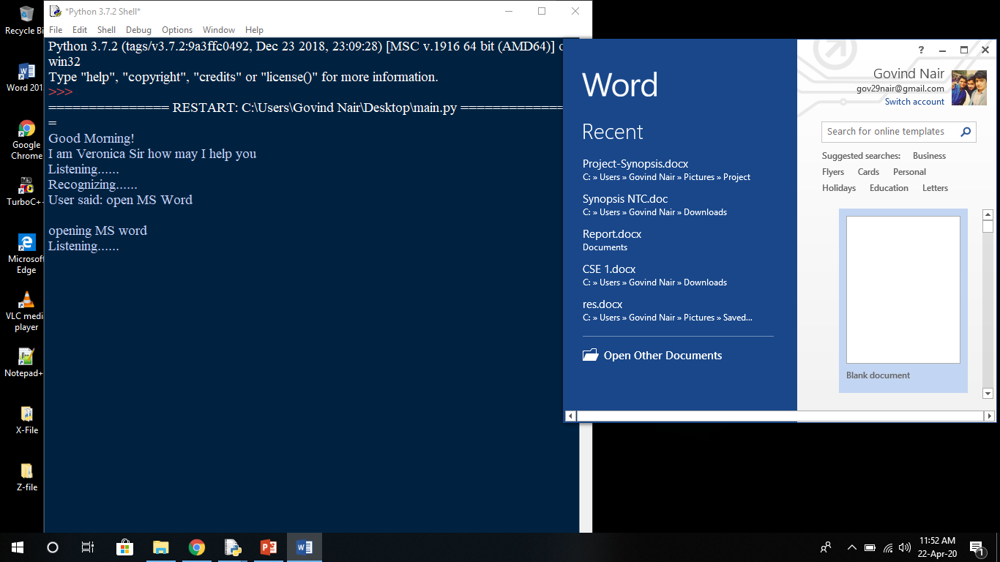 Recycle Bi
Word 201
Google
Chrome
TurboC+
Microsof
Edge
VLC medi
player
Notepad+
X-File
Z-file
*Python 3.7.2 Shell*
File Edit Shell Debug Options Window Help
Python 3.7.2 (tags/v3.7.2:9a3ffc0492, Dec 23 2018, 23:09:28) [MSC v.1916 64 bit (AMD64)] o
win32
Type "help", "copyright", "credits" or "license()" for more information.
>>>
=============== RESTART: C:\Users\Govind Nair\Desktop\main.py =============
=
Good Morning!
I am Veronica Sir how may I help you
Listening......
Recognizing......
User said: open MS Word
opening MS word
Listening......
Word
Recent
Project-Synopsis.docx
C: » Users » Govind Nair » Pictures » Project
Synopsis NTC.doc
C: » Users » Govind Nair » Downloads
Report.docx
Documents
CSE 1.docx
C: » Users » Govind Nair » Downloads
res.docx
C: » Users » Govind Nair » Pictures » Saved...
Open Other Documents
?
Govind Nair
gov29nair@gmail.com
Switch account
Search for online templates
Suggested searches: Business
Flyers Cards Personal
Holidays Education Letters
Blank document
11:52 AM
22-Apr-20
1